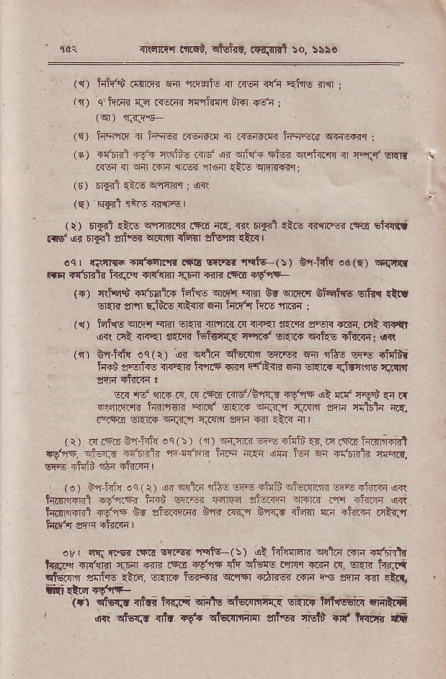 ৭৫২ বাংলাদেশ গেজেট, অতিরিক্ত, ফেব্রুয়ারী ১০, ১৯৯৩
(খ) নির্দিষ্ট মেয়াদের জন্য পদোন্নতি বা বেতন বর্ধন স্থগিত রাখা ;
(গ) ৭ দিনের মূল বেতনের সমপরিমাণ টাকা কর্তন ;
(আ) গুরুদণ্ড—
(ঘ) নিম্নপদে বা নিম্নতর বেতনক্রমে বা বেতনক্রমের নিম্নস্তরে অবনতকরণ ;
(ঙ) কর্মচারী কর্তৃক সংঘটিত বোর্ড এর আর্থিক ক্ষতির অংশবিশেষ বা সম্পূর্ণ তাহার
বেতন বা অন্য কোন খাতের পাওনা হইতে আদায়করণ;
(চ) চাকুরী হইতে অপসারণ ; এবং
(ছ) চাকুরী হইতে বরখাস্ত।
(২) চাকুরী হইতে অপসারণের ক্ষেত্রে নহে, বরং চাকুরী হইতে বরখাস্তের ক্ষেত্রে ভবিষ্যতে
বোর্ড এর চাকুরী প্রাপ্তির অযোগ্য বলিয়া প্রতিপন্ন হইবে।
৩৭। ধ্বংসাত্মক কার্যকলাপের ক্ষেত্রে তদন্তের পদ্ধতি—(১) উপ-বিধি ৩৫(ছ) অনুসারে
কোন কর্মচারীর বিরুদ্ধে কার্যধারা সূচনা করার ক্ষেত্রে কর্তৃপক্ষ—
(ক) সংশ্লিষ্ট কর্মচারীকে লিখিত আদেশ দ্বারা উক্ত আদেশে উল্লিখিত তারিখ হইতে
তাহার প্রাপ্য ছুটিতে যাইবার জন্য নির্দেশ দিতে পারেন ;
(খ) লিখিত আদেশ দ্বারা তাহার ব্যাপারে যে ব্যবস্থা গ্রহণের প্রস্তাব করেন, সেই ব্যবস্থা
এবং সেই ব্যবস্থা গ্রহণের ভিত্তিসমূহ সম্পর্কে তাহাকে অবহিত করিবেন; এবং
(গ) উপ-বিধি ৩৭(২) এর অধীনে অভিযোগ তদন্তের জন্য গঠিত তদন্ত কমিটির
নিকট প্রস্তাবিত ব্যবস্থার বিপক্ষে কারণ দর্শাইবার জন্য তাহাকে যুক্তিসংগত সুযোগ
প্রদান করিবেন ঃ
তবে শর্ত থাকে যে, যে ক্ষেত্রে বোর্ড/উপযুক্ত কর্তৃপক্ষ এই মর্মে সন্তুষ্ট হন যে
বাংলাদেশের নিরাপত্তার স্বার্থে তাহাকে অনুরূপ সুযোগ প্রদান সমীচীন নহে,
সেক্ষেত্রে তাহাকে অনুরূপ সুযোগ প্রদান করা হইবে না।
(২) যে ক্ষেত্রে উপ-বিধি ৩৭(১) (গ) অনুসারে তদন্ত কমিটি হয়, সে ক্ষেত্রে নিয়োগকারী
কর্তৃপক্ষ, অভিযুক্ত কর্মচারীর পদ-মর্যাদার নিম্নে নহেন এমন তিন জন কর্মচারীর সমন্বয়ে,
তদন্ত কমিটি গঠন করিবেন।
(৩) উপ-বিধি ৩৭(২) এর অধীনে গঠিত তদন্ত কমিটি অভিযোগের তদন্ত করিবেন এবং
নিয়োগকারী কর্তৃপক্ষের নিকট তদন্তের ফলাফল প্রতিবেদন আকারে পেশ করিবেন এবং
নিয়োগকারী কর্তৃপক্ষ উক্ত প্রতিবেদনের উপর যেরূপ উপযুক্ত বলিয়া মনে করিবেন সেইরূপ
নির্দেশ প্রদান করিবেন।
৩৮। লঘু দণ্ডের ক্ষেত্রে তদন্তের পদ্ধতি—(১) এই বিধিমালার অধীনে কোন কর্মচারীর
বিরুদ্ধে কার্যধারা সূচনা করার ক্ষেত্রে কর্তৃপক্ষ যদি অভিমত পোষণ করেন যে, তাহার বিরুদ্ধে
অভিযোগ প্রমাণিত হইলে, তাহাকে তিরস্কার অপেক্ষা কঠোরতর কোন দণ্ড প্রদান করা হইবে,
তাহা হইলে কর্তৃপক্ষ—
(ক) অভিযুক্ত ব্যক্তির বিরুদ্ধে আনীত অভিযোগসমূহ তাহাকে লিখিতভাবে জানাইবেন
এবং অভিযুক্ত ব্যক্তি কর্তৃক অভিযোগনামা প্রাপ্তির সাতটি কার্য দিবসের মধ্যে